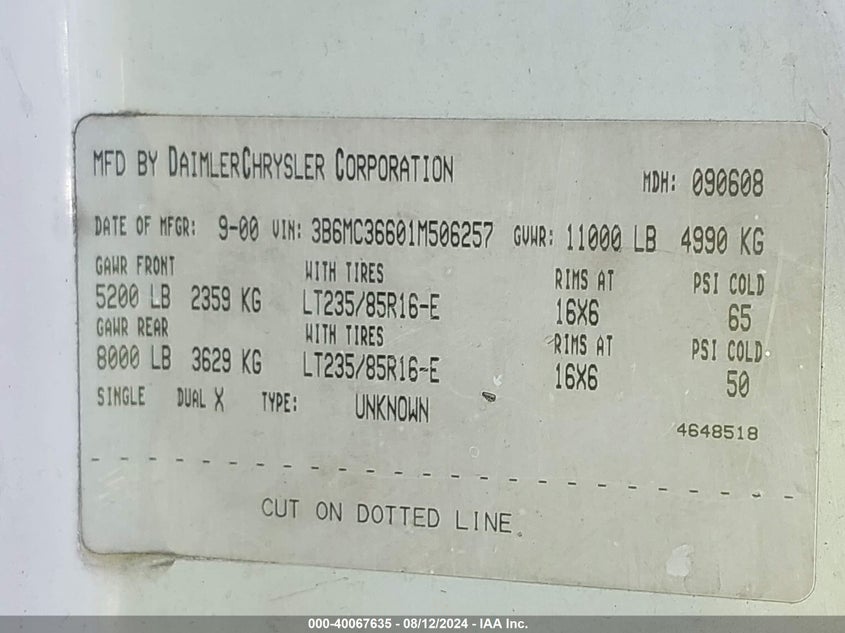 MFD BY DAIMLERCHRYSLER CORPORATION MDH: 090608
DATE OF MFGR: 9-00 VIN: 3B6MC36601M506257 GVWR: 11000 LB 4990 KG
GAWR FRONT WITH TIRES RIMS AT PSI COLD
5200 LB 2359 KG LT235/85R16-E 16X6 65
GAWR REAR WITH TIRES RIMS AT PSI COLD
8000 LB 3629 KG LT235/85R16-E 16X6 50
SINGLE DUAL X TYPE: UNKNOWN
4648518
CUT ON DOTTED LINE.
000-40067635 - 08/12/2024 - IAA Inc.